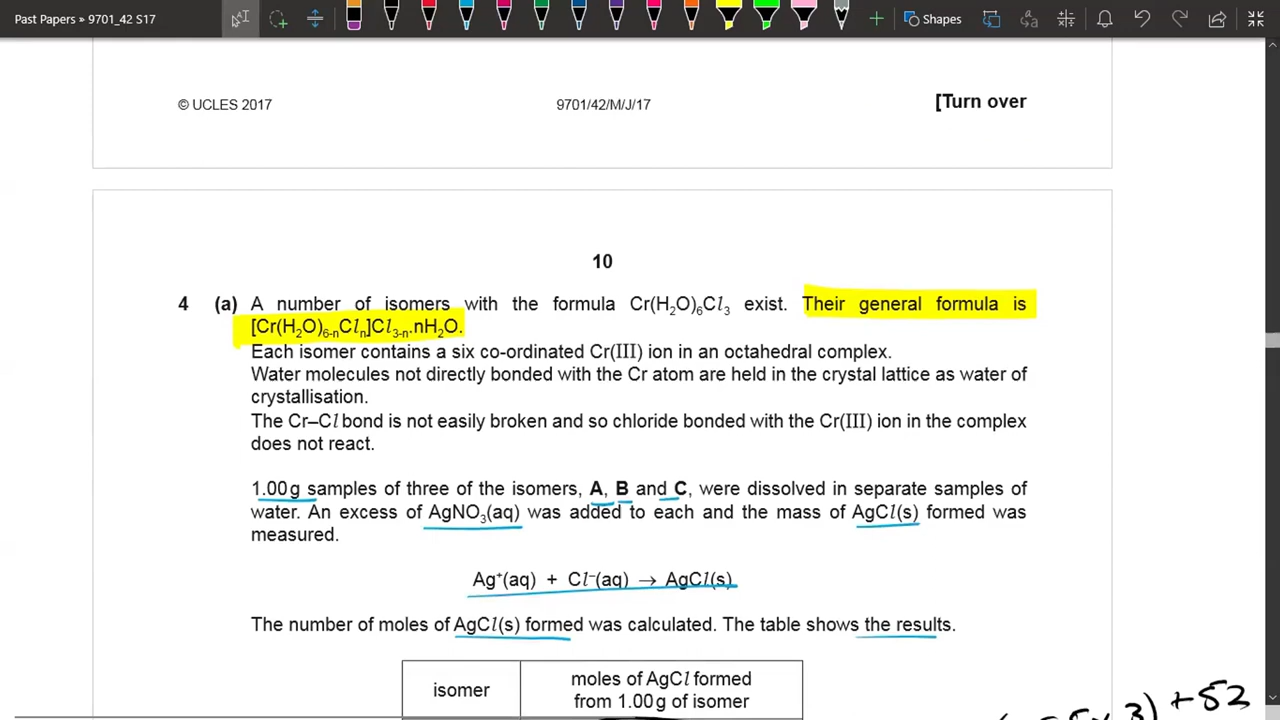 Past Papers » 9701_42 S17
Shapes
© UCLES 2017
9701/42/M/J/17
[Turn over
10
4 (a) A number of isomers with the formula Cr(H₂O)₆Cl₃ exist. Their general formula is
[Cr(H₂O)₆₋ₙClₙ]Cl₃₋ₙ.nH₂O.
Each isomer contains a six co-ordinated Cr(III) ion in an octahedral complex.
Water molecules not directly bonded with the Cr atom are held in the crystal lattice as water of
crystallisation.
The Cr–Cl bond is not easily broken and so chloride bonded with the Cr(III) ion in the complex
does not react.
1.00 g samples of three of the isomers, A, B and C, were dissolved in separate samples of
water. An excess of AgNO₃(aq) was added to each and the mass of AgCl(s) formed was
measured.
Ag⁺(aq) + Cl⁻(aq) → AgCl(s)
The number of moles of AgCl(s) formed was calculated. The table shows the results.
isomer
moles of AgCl formed
from 1.00 g of isomer
x 3) + 52